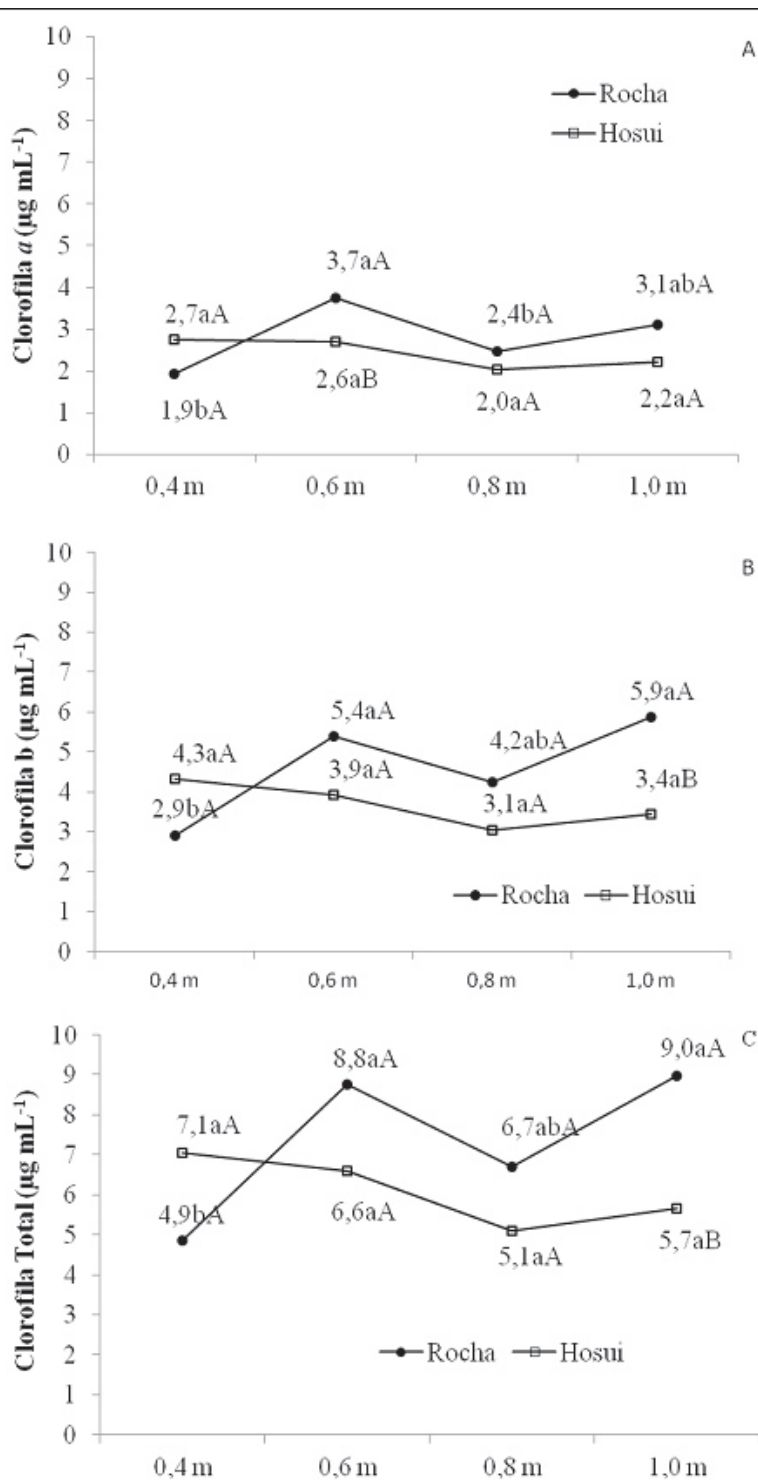 A
Clorofila a (µg mL⁻¹)
10
9
8
7
6
5
4
3
2
1
0
Rocha
Hosui
2,7aA
3,7aA
2,4bA
3,1abA
1,9bA
2,6aB
2,0aA
2,2aA
0,4 m 0,6 m 0,8 m 1,0 m
B
Clorofila b (µg mL⁻¹)
10
9
8
7
6
5
4
3
2
1
0
4,3aA
5,4aA
4,2abA
5,9aA
2,9bA
3,9aA
3,1aA
3,4aB
Rocha Hosui
0,4 m 0,6 m 0,8 m 1,0 m
C
Clorofila Total (µg mL⁻¹)
10
9
8
7
6
5
4
3
2
1
0
7,1aA
8,8aA
6,7abA
9,0aA
4,9bA
6,6aA
5,1aA
5,7aB
Rocha Hosui
0,4 m 0,6 m 0,8 m 1,0 m